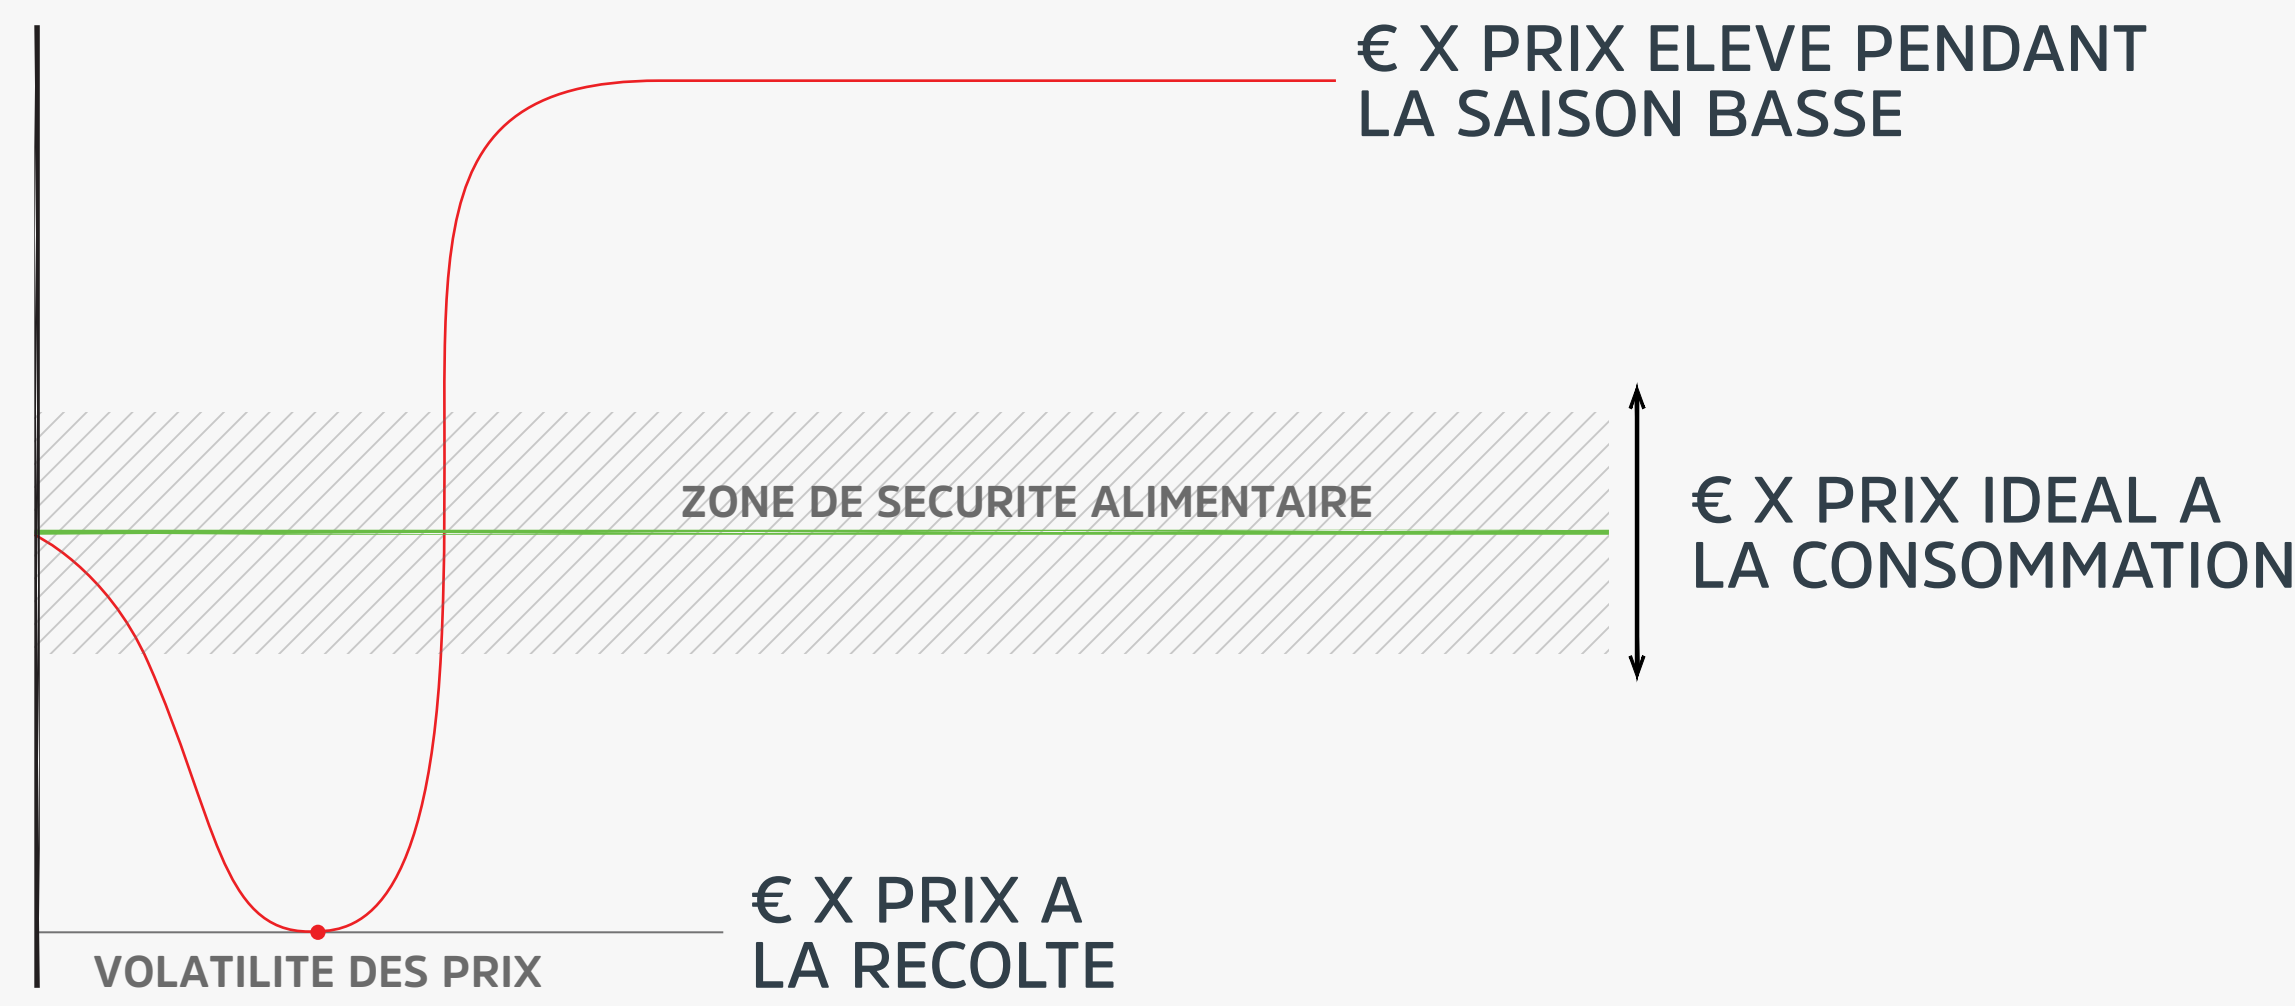 € X PRIX ELEVE PENDANT
LA SAISON BASSE
ZONE DE SECURITE ALIMENTAIRE
€ X PRIX IDEAL A
LA CONSOMMATION
€ X PRIX A
LA RECOLTE
VOLATILITE DES PRIX